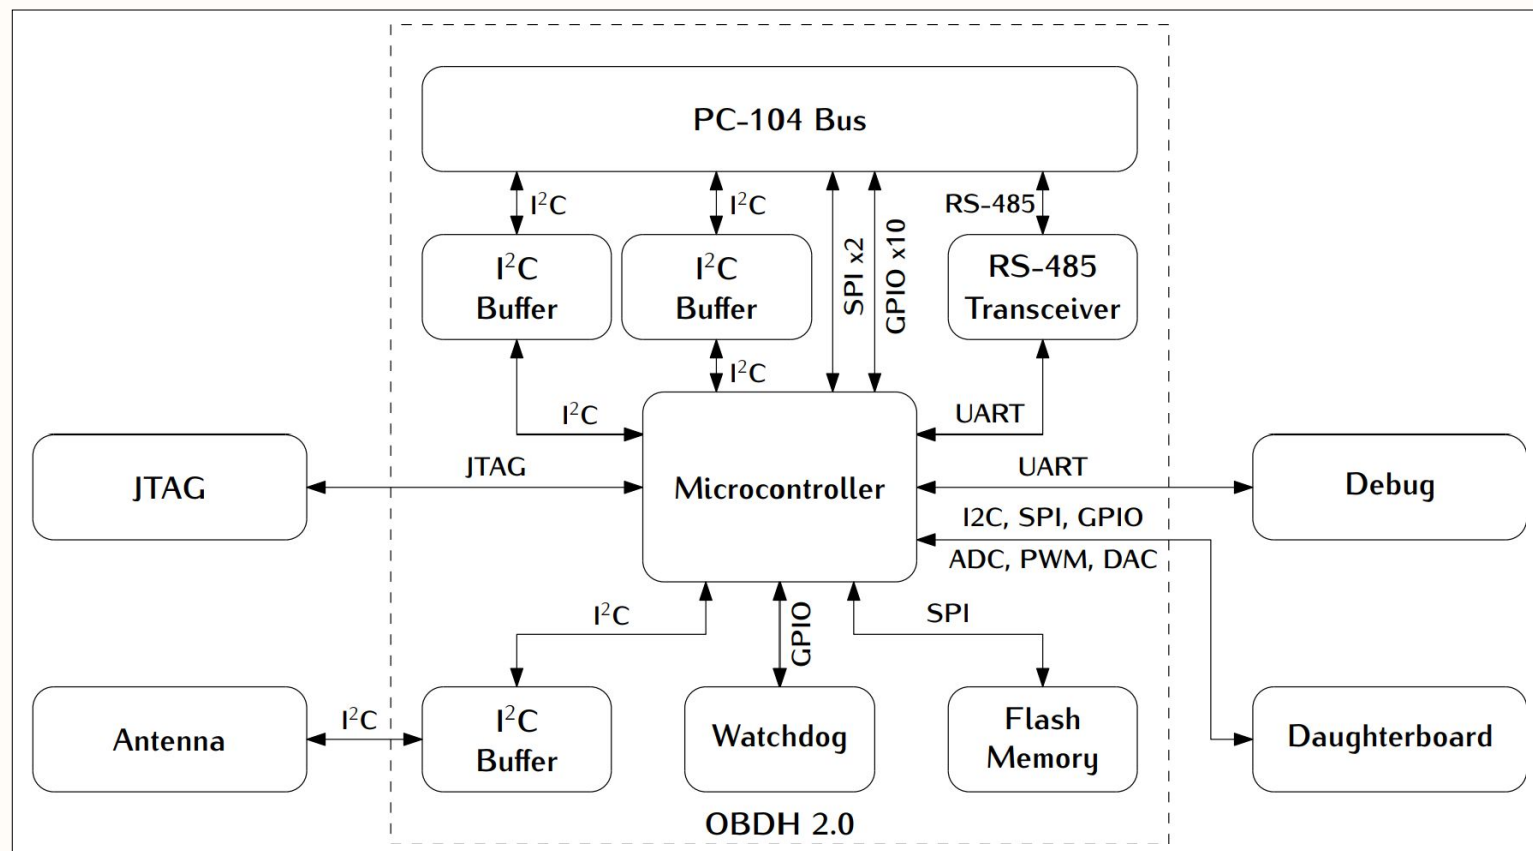 PC-104 Bus
I²C
I²C
RS-485
I²C
Buffer
I²C
Buffer
SPI x2
GPIO x10
RS-485
Transceiver
I²C
I²C
UART
JTAG
JTAG
Microcontroller
UART
Debug
I2C, SPI, GPIO
ADC, PWM, DAC
I²C
GPIO
SPI
Antenna
I²C
I²C
Buffer
Watchdog
Flash
Memory
Daughterboard
OBDH 2.0